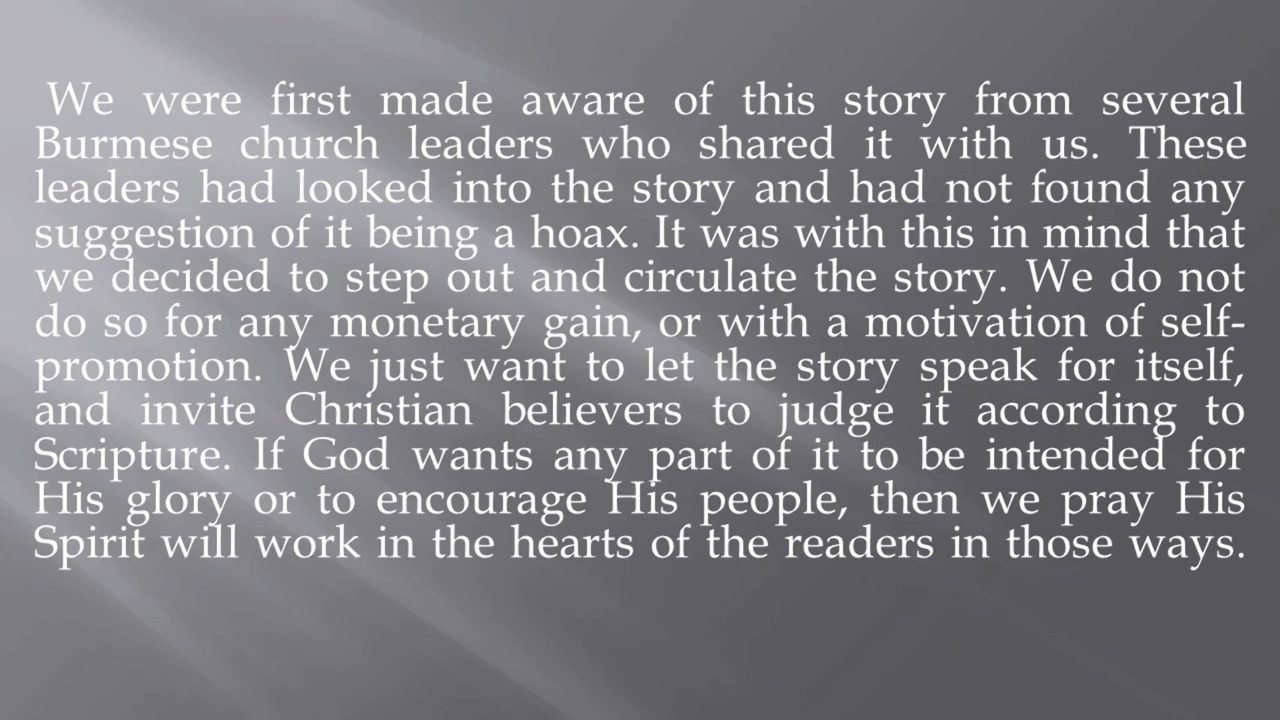 We were first made aware of this story from several
Burmese church leaders who shared it with us. These
leaders had looked into the story and had not found any
suggestion of it being a hoax. It was with this in mind that
we decided to step out and circulate the story. We do not
do so for any monetary gain, or with a motivation of self-
promotion. We just want to let the story speak for itself,
and invite Christian believers to judge it according to
Scripture. If God wants any part of it to be intended for
His glory or to encourage His people, then we pray His
Spirit will work in the hearts of the readers in those ways.